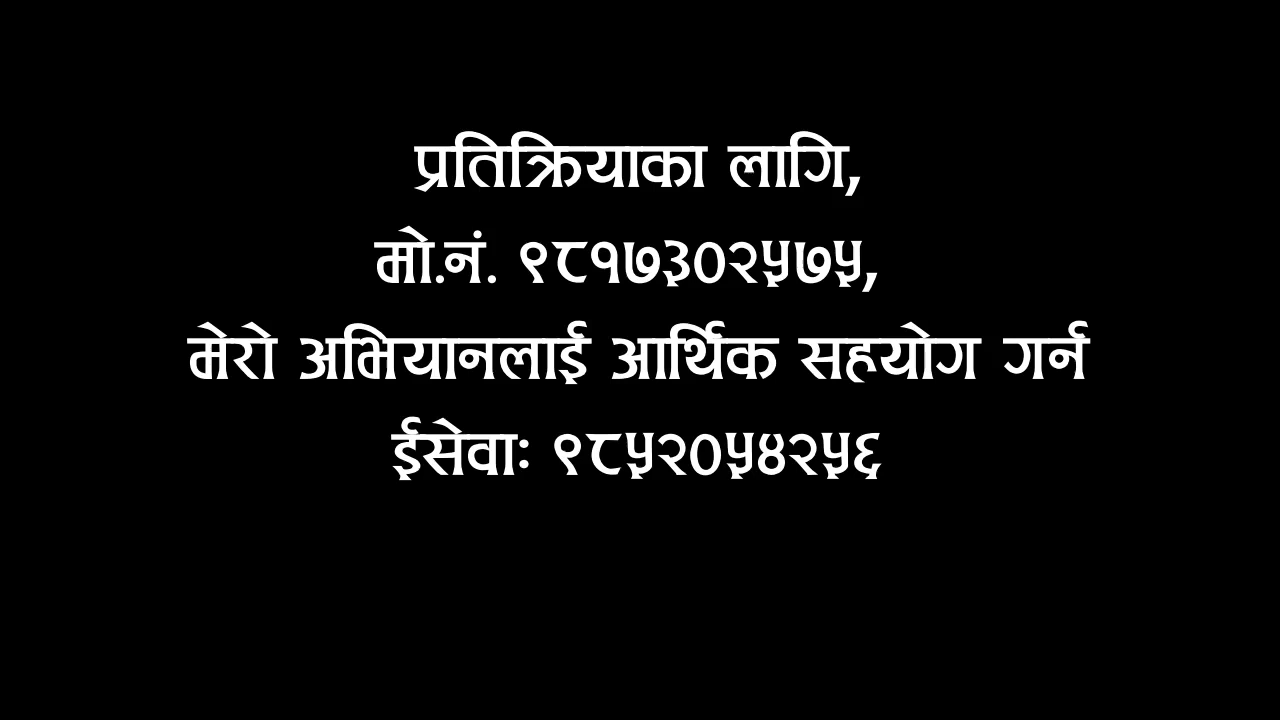 प्रतिक्रियाका लागि,
मो.नं. ९८१७३०२५७५,
मेरो अभियानलाई आर्थिक सहयोग गर्न
ईसेवाः ९८५२०५४२५६